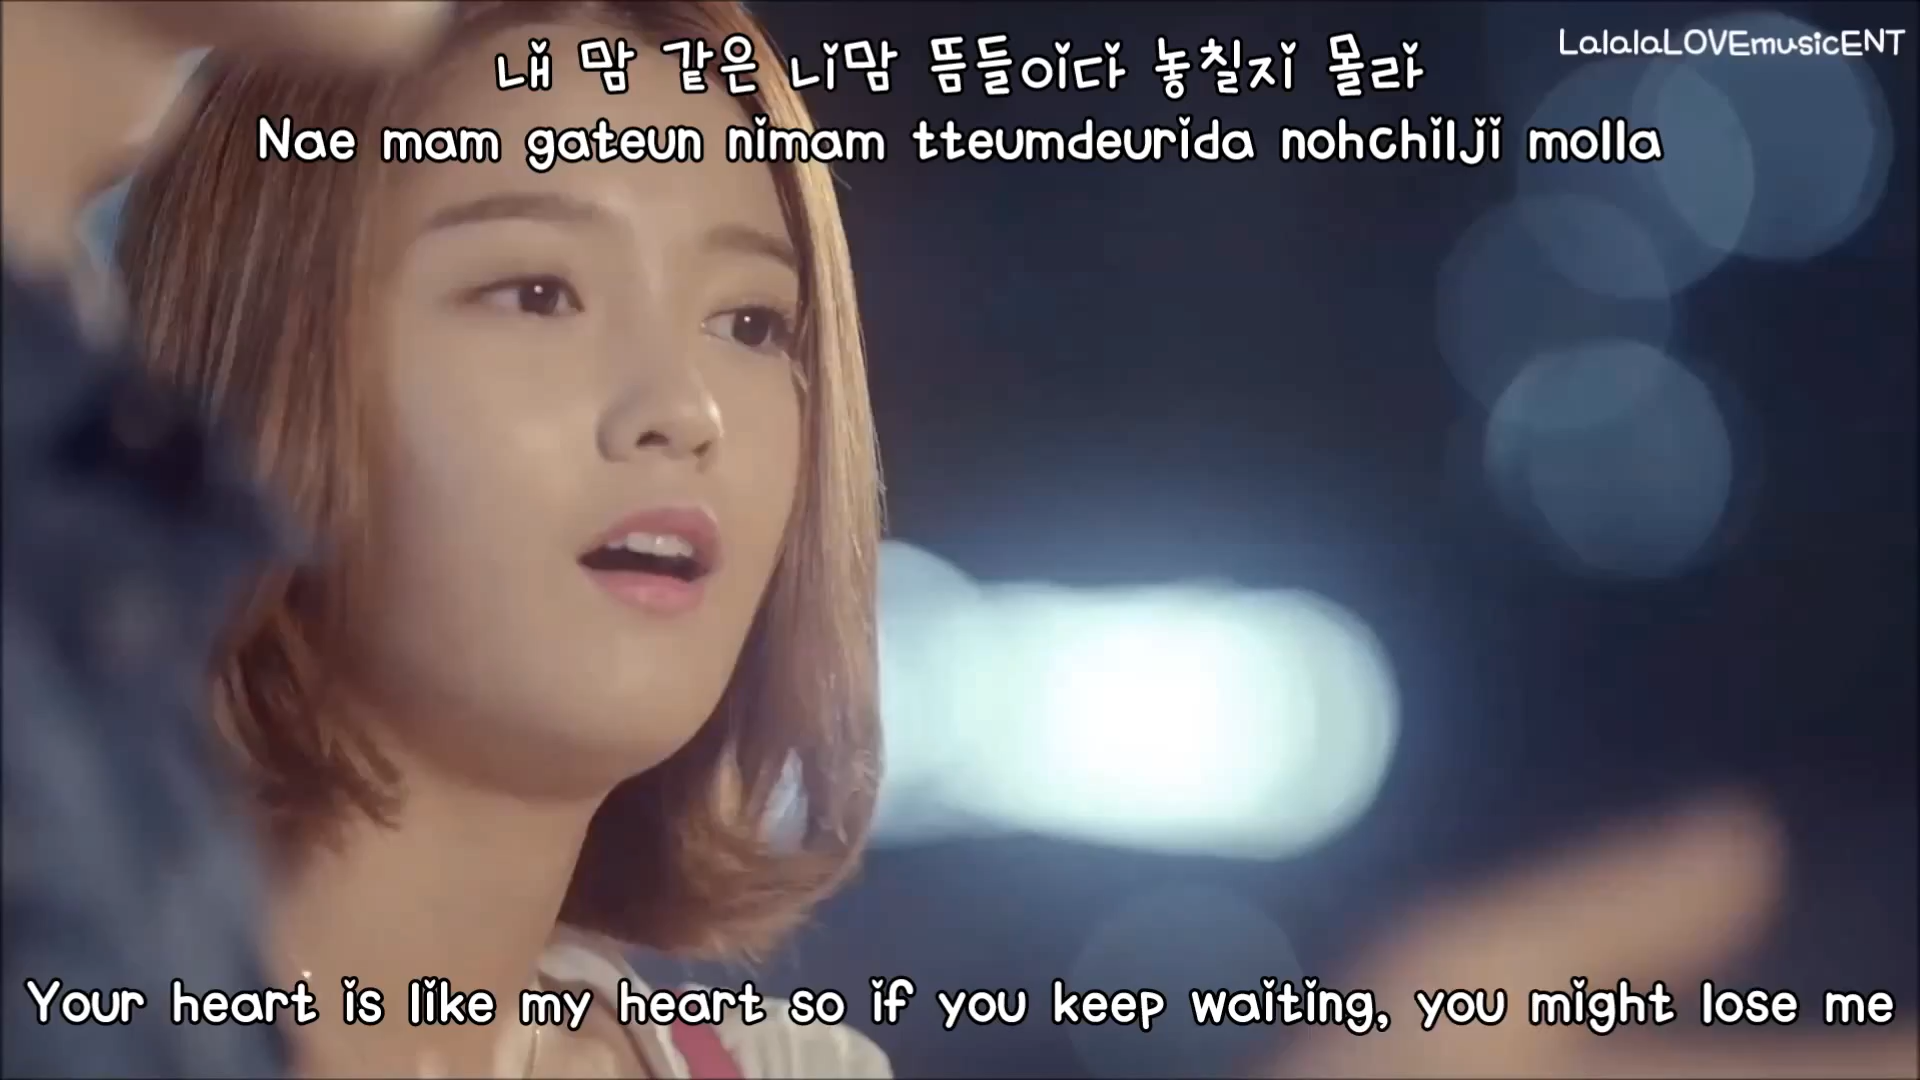 LalalaLOVEmusicENT
내 맘 같은 니맘 뜸들이다 놓칠지 몰라
Nae mam gateun nimam tteumdeurida nohchilji molla
Your heart is like my heart so if you keep waiting, you might lose me